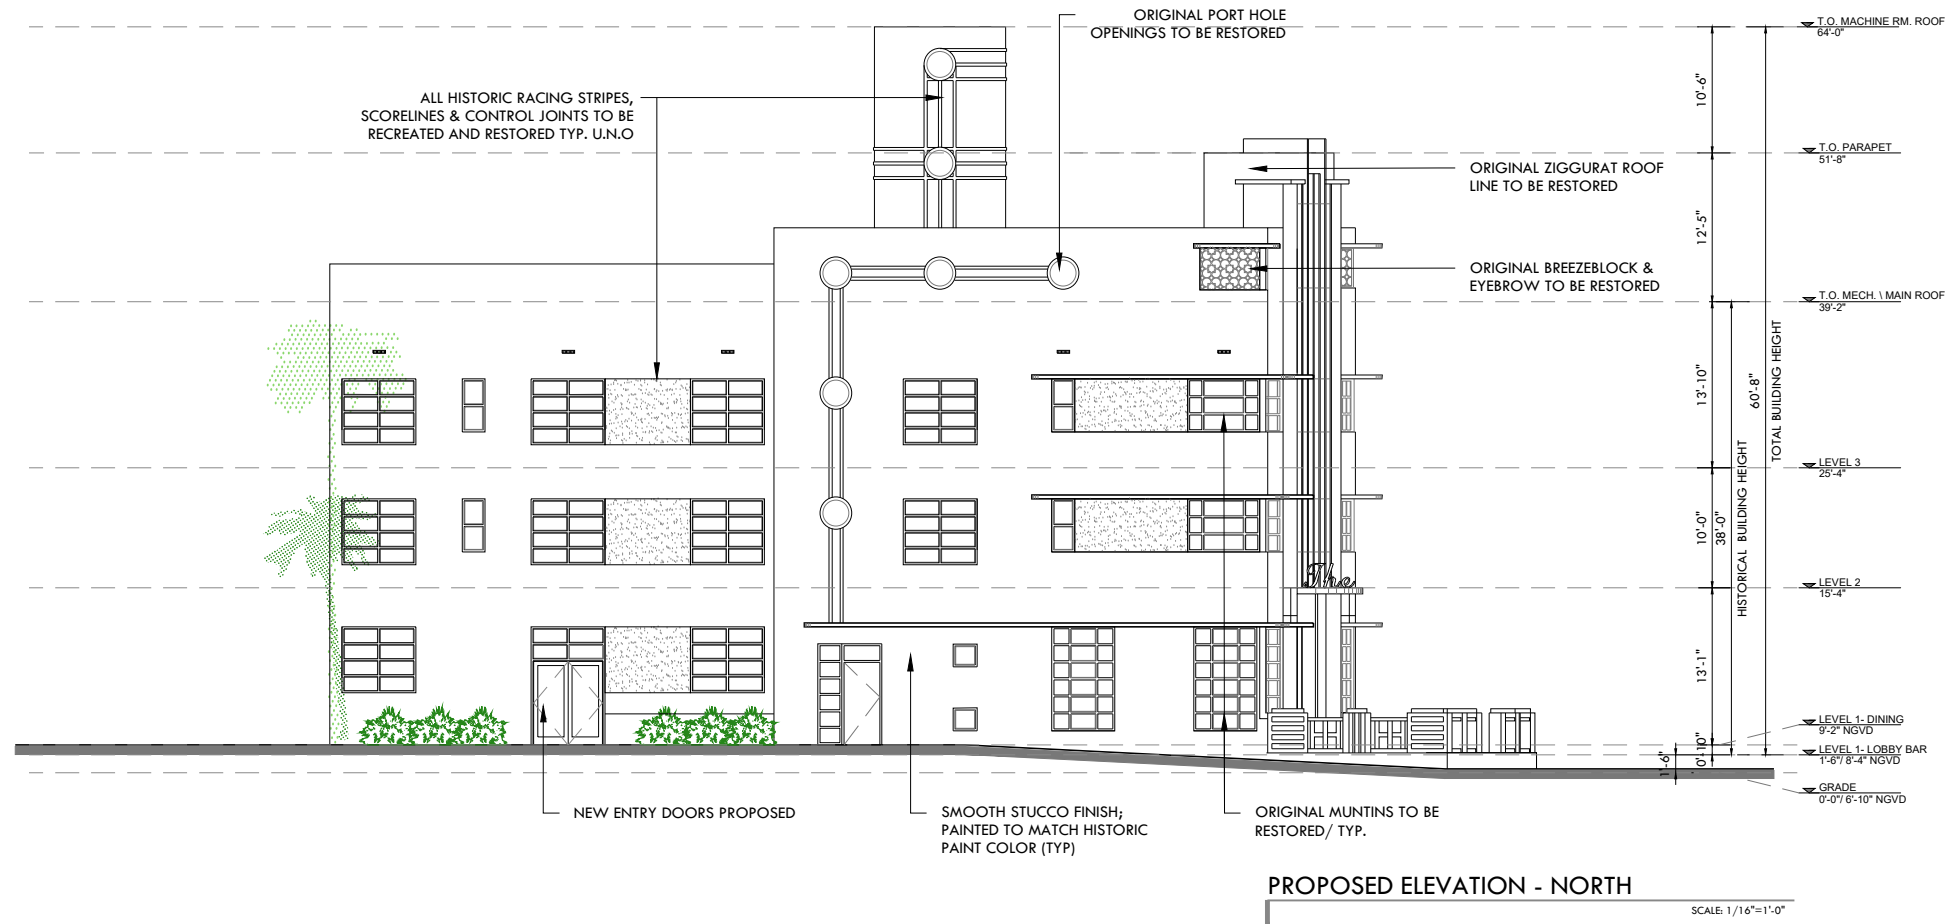 ORIGINAL PORT HOLE
OPENINGS TO BE RESTORED
ALL HISTORIC RACING STRIPES,
SCORELINES & CONTROL JOINTS TO BE
RECREATED AND RESTORED TYP. U.N.O
ORIGINAL ZIGGURAT ROOF
LINE TO BE RESTORED
ORIGINAL BREEZEBLOCK &
EYEBROW TO BE RESTORED
T.O. MACHINE RM. ROOF
64'-0"
T.O. PARAPET
51'-8"
T.O. MECH. \ MAIN ROOF
39'-2"
LEVEL 3
25'-4"
LEVEL 2
15'-4"
LEVEL 1- DINING
9'-2" NGVD
LEVEL 1- LOBBY BAR
1'-6"/ 8'-4" NGVD
GRADE
0'-0"/ 6'-10" NGVD
10'-6"
12'-5"
13'-10"
10'-0"
13'-1"
0'-10"
1'-6"
38'-0"
HISTORICAL BUILDING HEIGHT
60'-8"
TOTAL BUILDING HEIGHT
The
NEW ENTRY DOORS PROPOSED
SMOOTH STUCCO FINISH;
PAINTED TO MATCH HISTORIC
PAINT COLOR (TYP)
ORIGINAL MUNTINS TO BE
RESTORED/ TYP.
PROPOSED ELEVATION - NORTH
SCALE: 1/16"=1'-0"